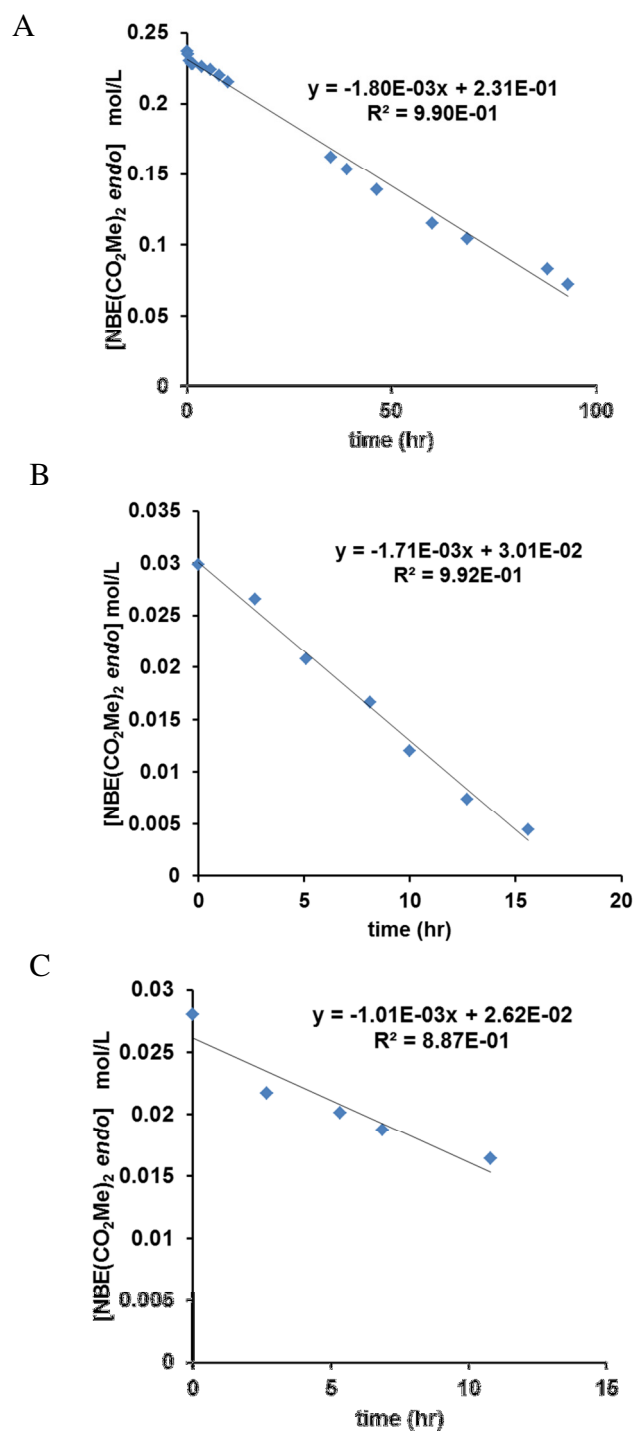 A
0.25
0.2
0.15
0.1
0.05
0
[NBE(CO₂Me)₂ endo] mol/L
y = -1.80E-03x + 2.31E-01
R² = 9.90E-01
0 50 100
time (hr)
B
0.035
0.03
0.025
0.02
0.015
0.01
0.005
0
[NBE(CO₂Me)₂ endo] mol/L
y = -1.71E-03x + 3.01E-02
R² = 9.92E-01
0 5 10 15 20
time (hr)
C
0.03
0.025
0.02
0.015
0.01
0.005
0
[NBE(CO₂Me)₂ endo] mol/L
y = -1.01E-03x + 2.62E-02
R² = 8.87E-01
0 5 10 15
time (hr)